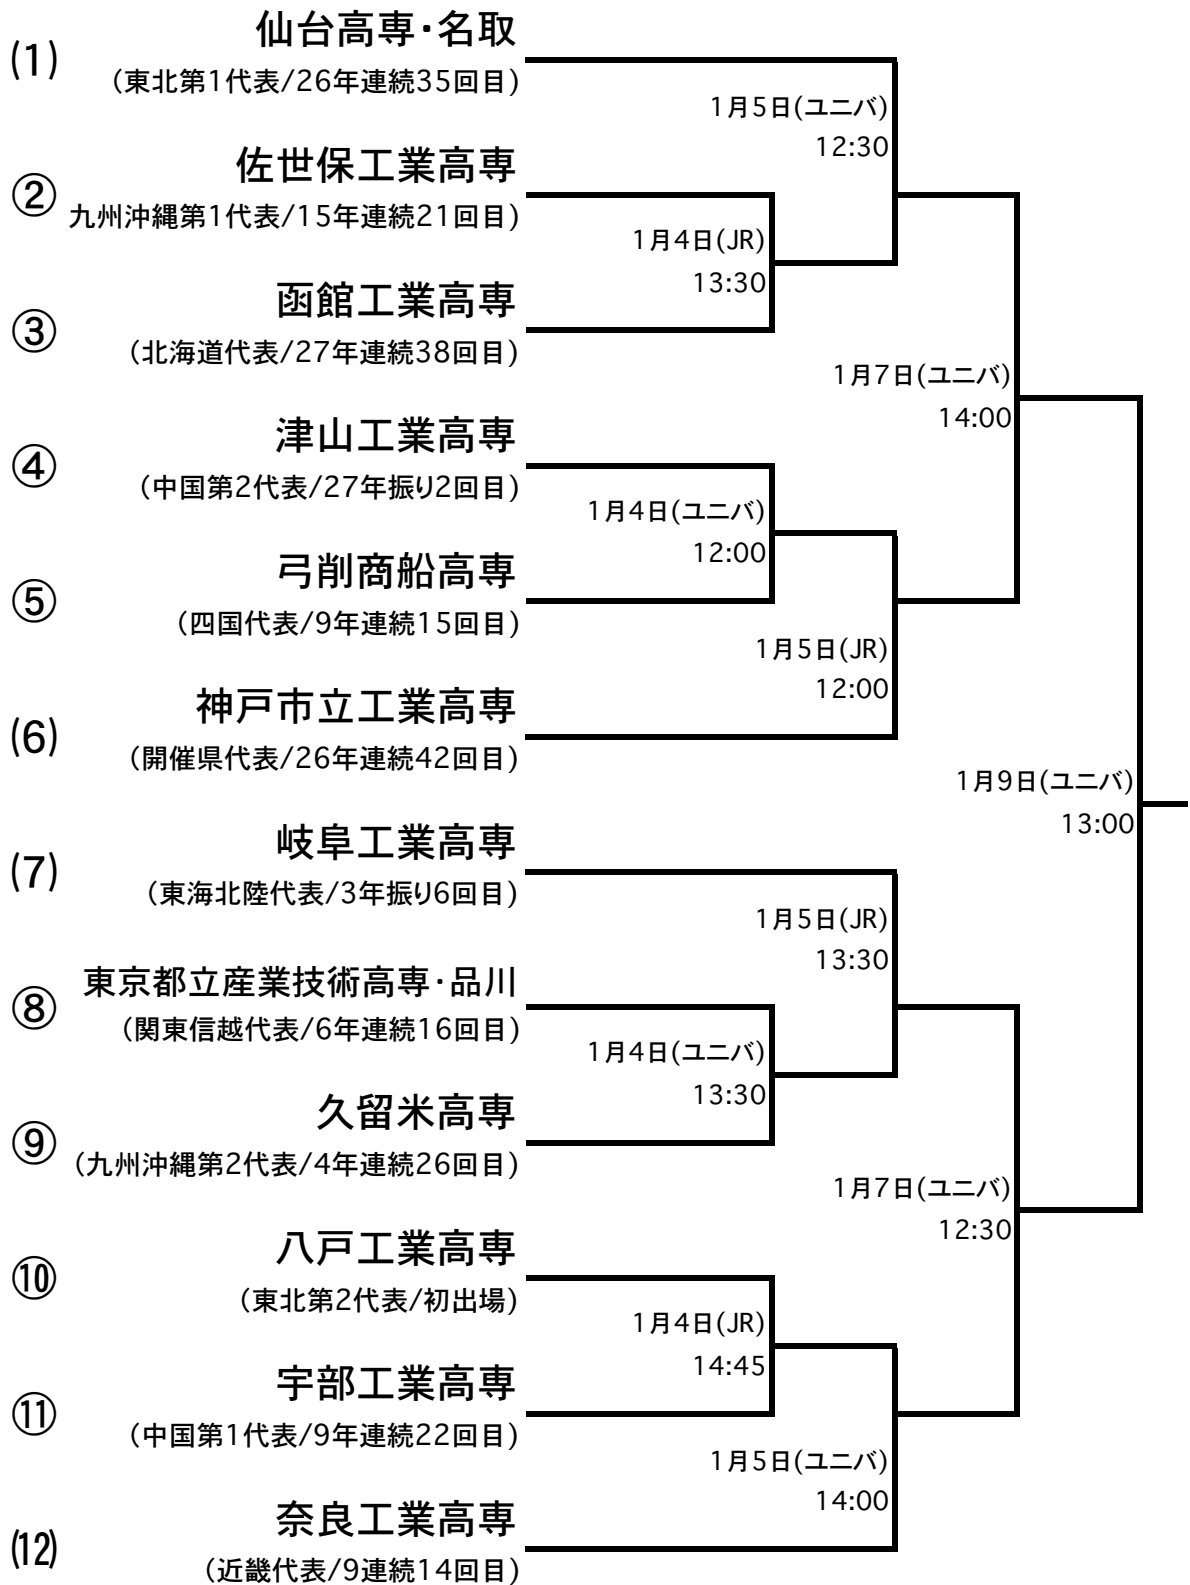 (1)
仙台高専・名取
(東北第1代表/26年連続35回目)
1月5日(ユニバ)
12:30
②
佐世保工業高専
九州沖縄第1代表/15年連続21回目)
1月4日(JR)
13:30
③
函館工業高専
(北海道代表/27年連続38回目)
1月7日(ユニバ)
14:00
④
津山工業高専
(中国第2代表/27年振り2回目)
1月4日(ユニバ)
12:00
⑤
弓削商船高専
(四国代表/9年連続15回目)
1月5日(JR)
12:00
(6)
神戸市立工業高専
(開催県代表/26年連続42回目)
1月9日(ユニバ)
13:00
(7)
岐阜工業高専
(東海北陸代表/3年振り6回目)
1月5日(JR)
13:30
⑧
東京都立産業技術高専・品川
(関東信越代表/6年連続16回目)
1月4日(ユニバ)
13:30
⑨
久留米高専
(九州沖縄第2代表/4年連続26回目)
1月7日(ユニバ)
12:30
⑩
八戸工業高専
(東北第2代表/初出場)
1月4日(JR)
14:45
⑪
宇部工業高専
(中国第1代表/9年連続22回目)
1月5日(ユニバ)
14:00
(12)
奈良工業高専
(近畿代表/9連続14回目)